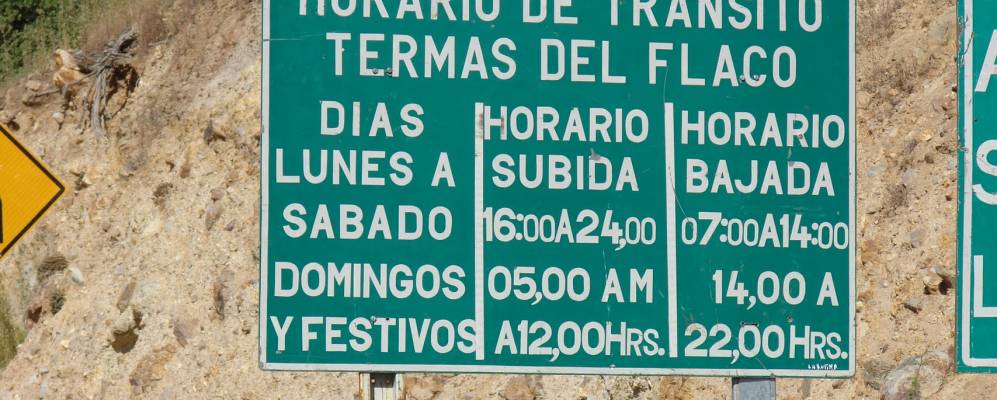 HORARIO DE TRANSITO
TERMAS DEL FLACO
DIAS HORARIO HORARIO
LUNES A SUBIDA BAJADA
SABADO 16:00A24,00 07:00A14:00
DOMINGOS 05,00 AM 14,00 A
Y FESTIVOS A12,00HRS. 22,00HRS.
A
S
L